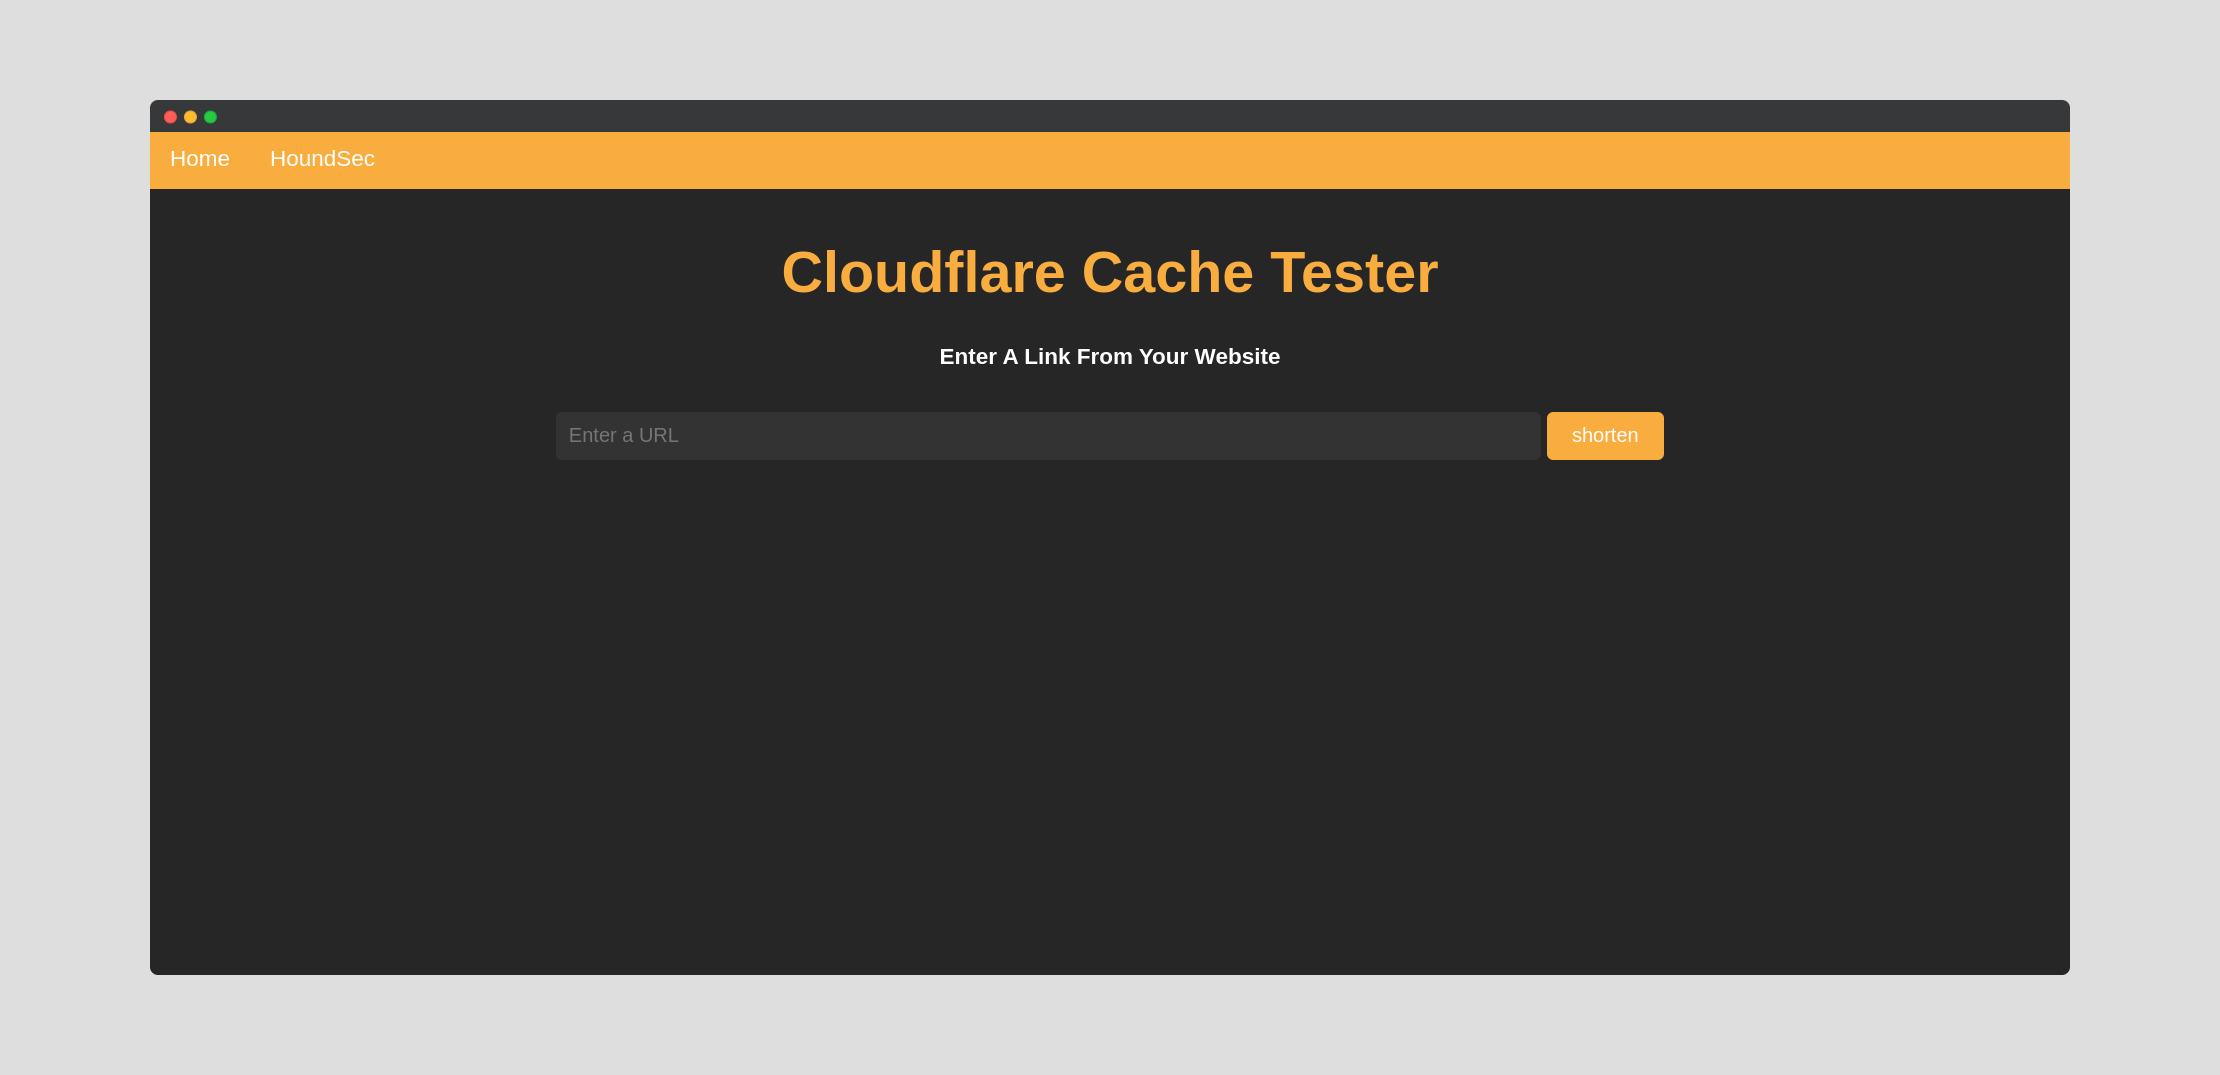 Home HoundSec
Cloudflare Cache Tester
Enter A Link From Your Website
Enter a URL shorten